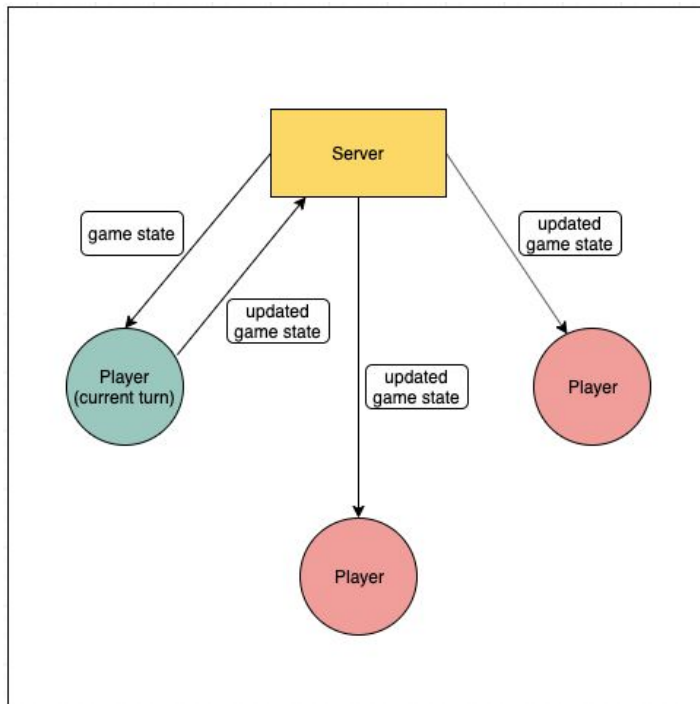 Server
game state
updated
game state
updated
game state
Player
(current turn)
updated
game state
Player
Player